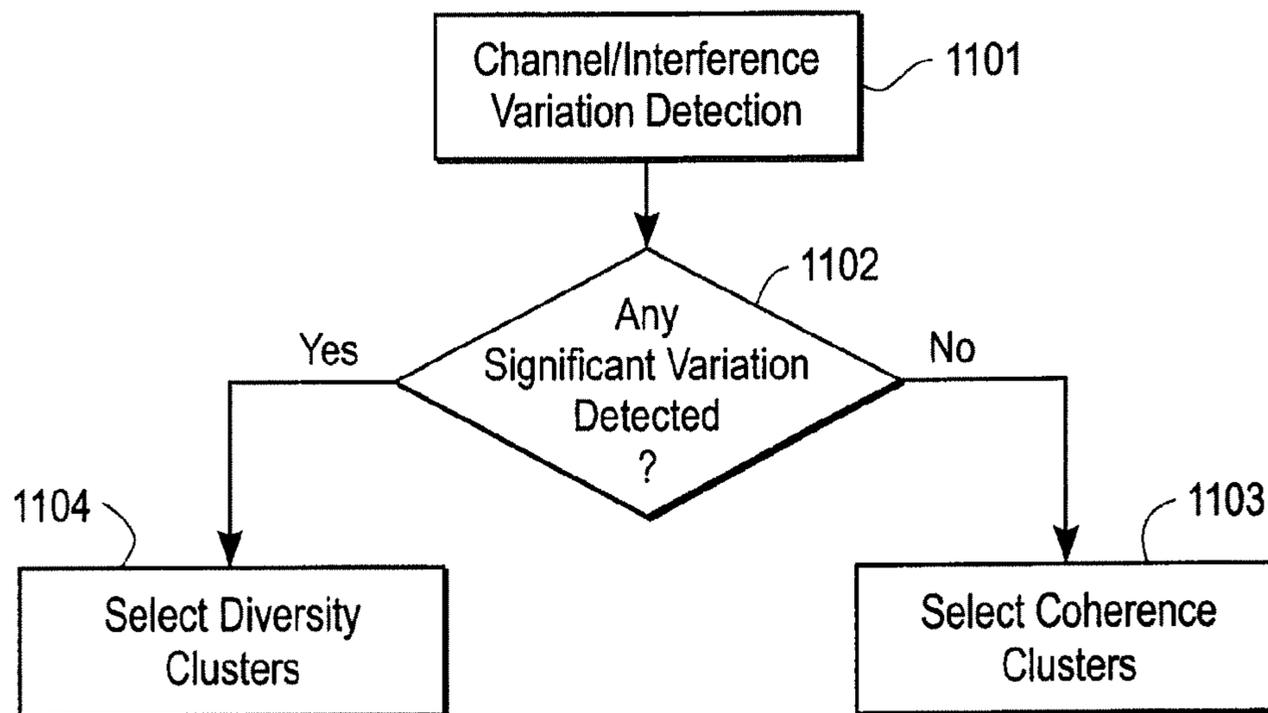 Channel/Interference
Variation Detection
1101
1102
Any
Significant Variation
Detected
?
Yes
No
1104
1103
Select Diversity
Clusters
Select Coherence
Clusters